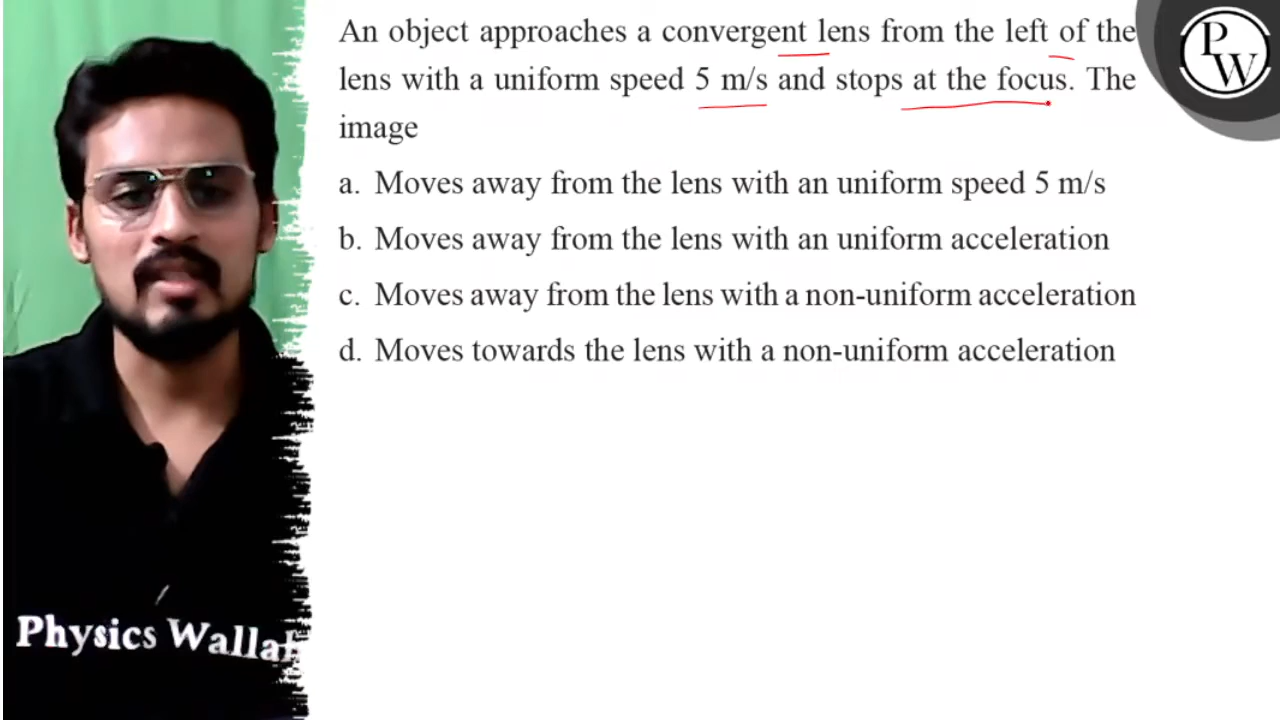 An object approaches a convergent lens from the left of the
lens with a uniform speed 5 m/s and stops at the focus. The
image
a. Moves away from the lens with an uniform speed 5 m/s
b. Moves away from the lens with an uniform acceleration
c. Moves away from the lens with a non-uniform acceleration
d. Moves towards the lens with a non-uniform acceleration
PW
Physics Wallah